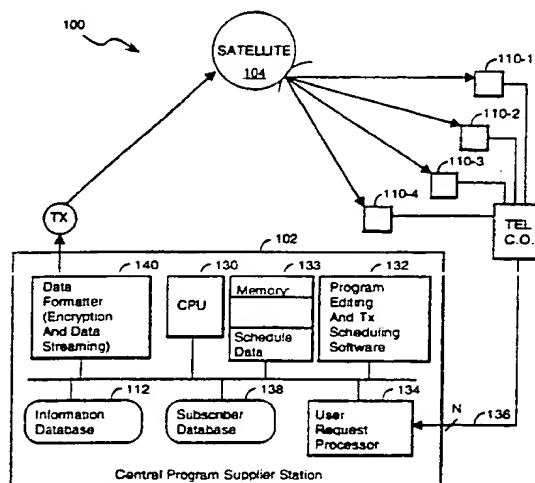 100
SATELLITE
104
110-1
110-2
110-3
110-4
TX
TEL
C.O.
102
140
130
133
132
Data
Formatter
(Encryption
And Data
Streaming)
CPU
Memory
Schedule
Data
Program
Editing
And Tx
Scheduling
Software
112
138
134
Information
Database
Subscriber
Database
User
Request
Processor
N
136
Central Program Supplier Station